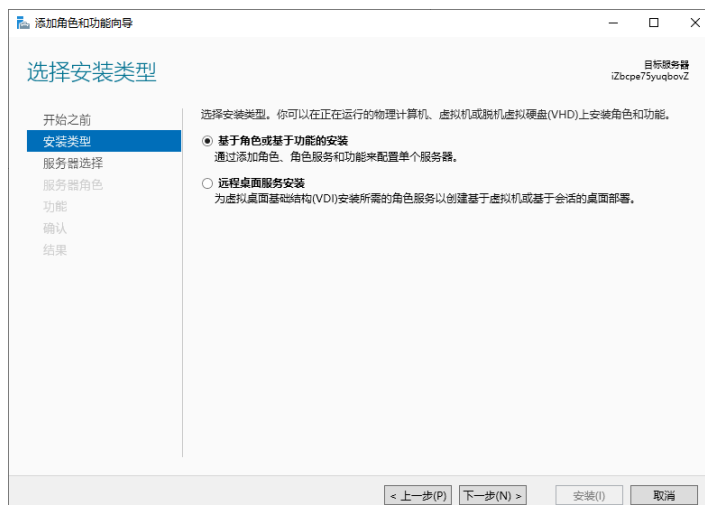 添加角色和功能向导
选择安装类型
目标服务器
iZbcpe75yuqbovZ
开始之前
安装类型
服务器选择
服务器角色
功能
确认
结果
选择安装类型。你可以在正在运行的物理计算机、虚拟机或脱机虚拟硬盘(VHD)上安装角色和功能。
基于角色或基于功能的安装
通过添加角色、角色服务和功能来配置单个服务器。
远程桌面服务安装
为虚拟桌面基础结构(VDI)安装所需的角色服务以创建基于虚拟机或基于会话的桌面部署。
< 上一步(P) 下一步(N) > 安装(I) 取消